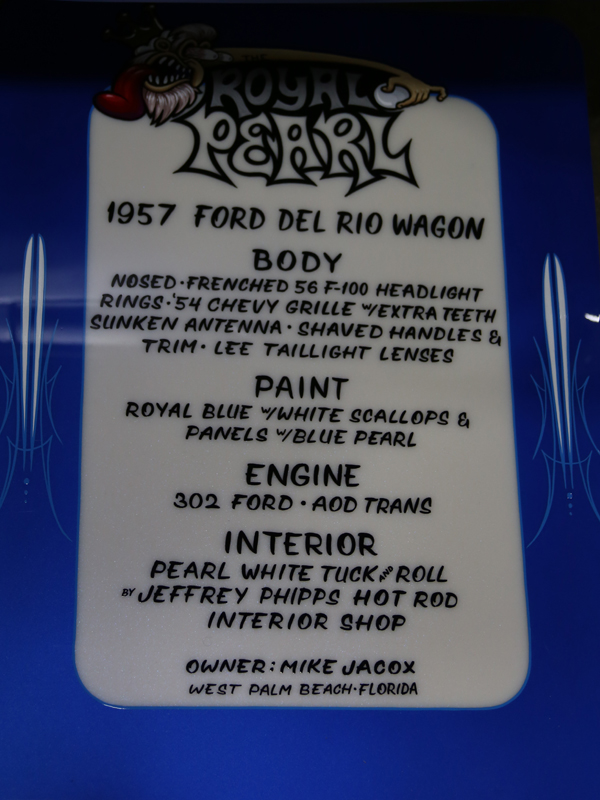 THE
ROYAL
PEARL
1957 FORD DEL RIO WAGON
BODY
NOSED·FRENCHED 56 F-100 HEADLIGHT
RINGS·'54 CHEVY GRILLE W/EXTRA TEETH
SUNKEN ANTENNA· SHAVED HANDLES &
TRIM· LEE TAILLIGHT LENSES
PAINT
ROYAL BLUE W/WHITE SCALLOPS &
PANELS W/BLUE PEARL
ENGINE
302 FORD · AOD TRANS
INTERIOR
PEARL WHITE TUCK AND ROLL
BY JEFFREY PHIPPS HOT ROD
INTERIOR SHOP
OWNER: MIKE JACOX
WEST PALM BEACH·FLORIDA